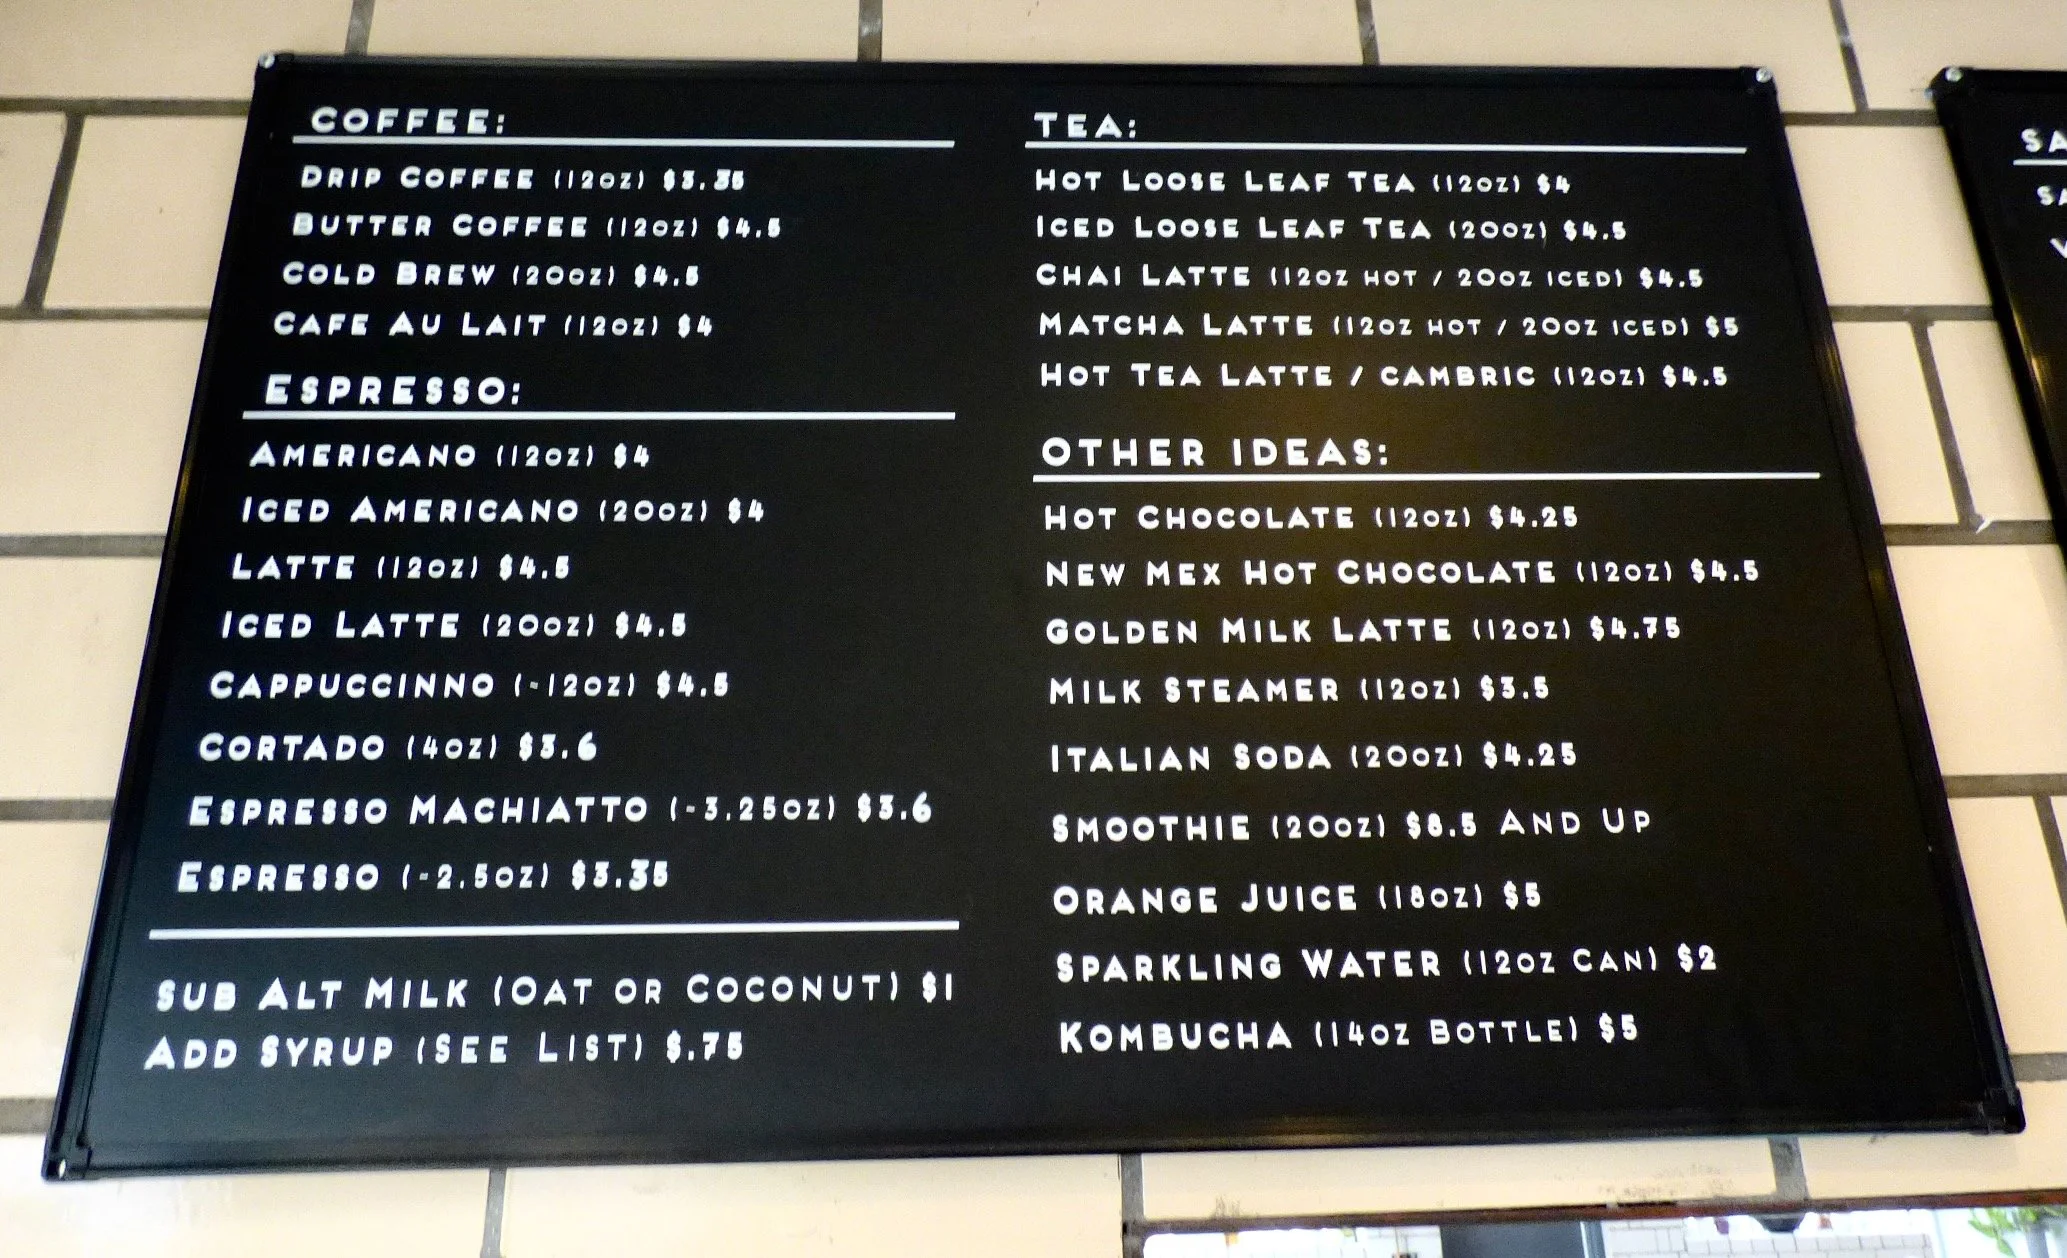 COFFEE:
DRIP COFFEE (12OZ) $3.35
BUTTER COFFEE (12OZ) $4.5
COLD BREW (20OZ) $4.5
CAFE AU LAIT (12OZ) $4
ESPRESSO:
AMERICANO (12OZ) $4
ICED AMERICANO (20OZ) $4
LATTE (12OZ) $4.5
ICED LATTE (20OZ) $4.5
CAPPUCCINNO (-12OZ) $4.5
CORTADO (4OZ) $3.6
ESPRESSO MACHIATTO (-3.25OZ) $3.6
ESPRESSO (-2.5OZ) $3.35
SUB ALT MILK (OAT OR COCONUT) $1
ADD SYRUP (SEE LIST) $.75
TEA:
HOT LOOSE LEAF TEA (12OZ) $4
ICED LOOSE LEAF TEA (20OZ) $4.5
CHAI LATTE (12OZ HOT / 20OZ ICED) $4.5
MATCHA LATTE (12OZ HOT / 20OZ ICED) $5
HOT TEA LATTE / CAMBRIC (12OZ) $4.5
OTHER IDEAS:
HOT CHOCOLATE (12OZ) $4.25
NEW MEX HOT CHOCOLATE (12OZ) $4.5
GOLDEN MILK LATTE (12OZ) $4.75
MILK STEAMER (12OZ) $3.5
ITALIAN SODA (20OZ) $4.25
SMOOTHIE (20OZ) $8.5 AND UP
ORANGE JUICE (18OZ) $5
SPARKLING WATER (12OZ CAN) $2
KOMBUCHA (14OZ BOTTLE) $5
SA
SA